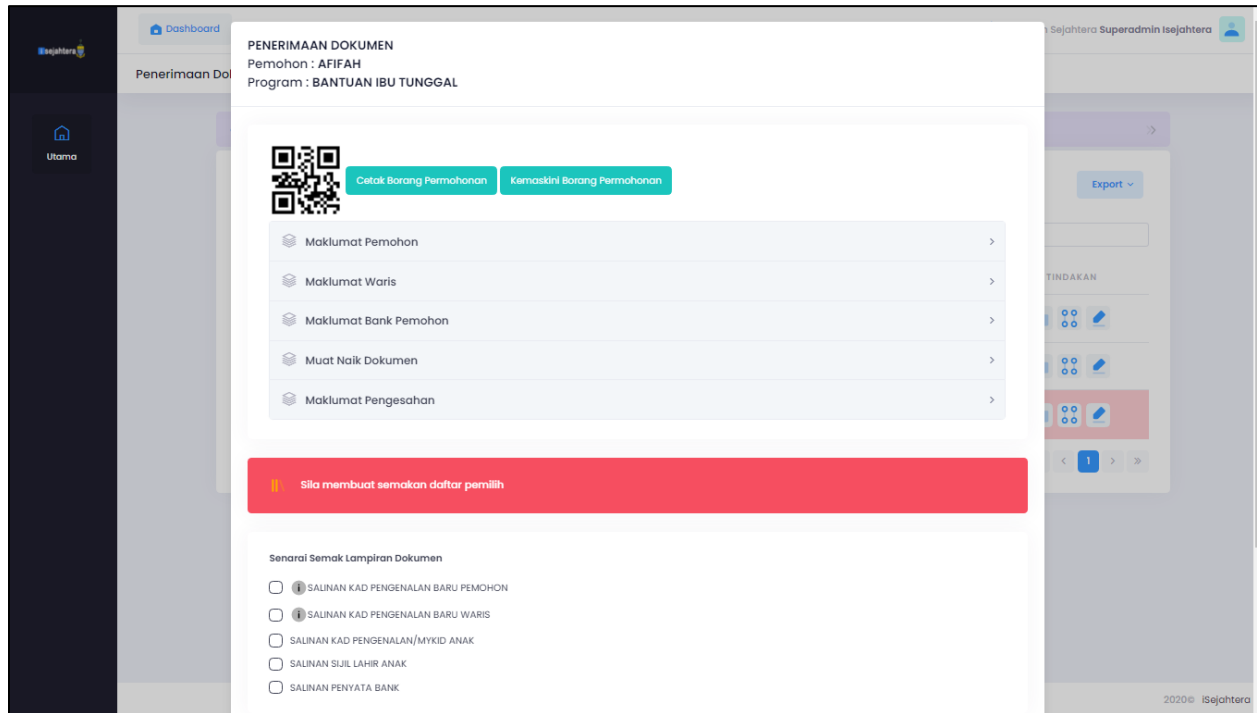 isejahtera
Dashboard
Sejahtera Superadmin Isejahtera
Penerimaan Do
Utama
PENERIMAAN DOKUMEN
Pemohon : AFIFAH
Program : BANTUAN IBU TUNGGAL
Cetak Borang Permohonan
Kemaskini Borang Permohonan
Export
Maklumat Pemohon
Maklumat Waris
TINDAKAN
Maklumat Bank Pemohon
Muat Naik Dokumen
Maklumat Pengesahan
1
Sila membuat semakan daftar pemilih
Senarai Semak Lampiran Dokumen
SALINAN KAD PENGENALAN BARU PEMOHON
SALINAN KAD PENGENALAN BARU WARIS
SALINAN KAD PENGENALAN/MYKID ANAK
SALINAN SIJIL LAHIR ANAK
SALINAN PENYATA BANK
2020© iSejahtera